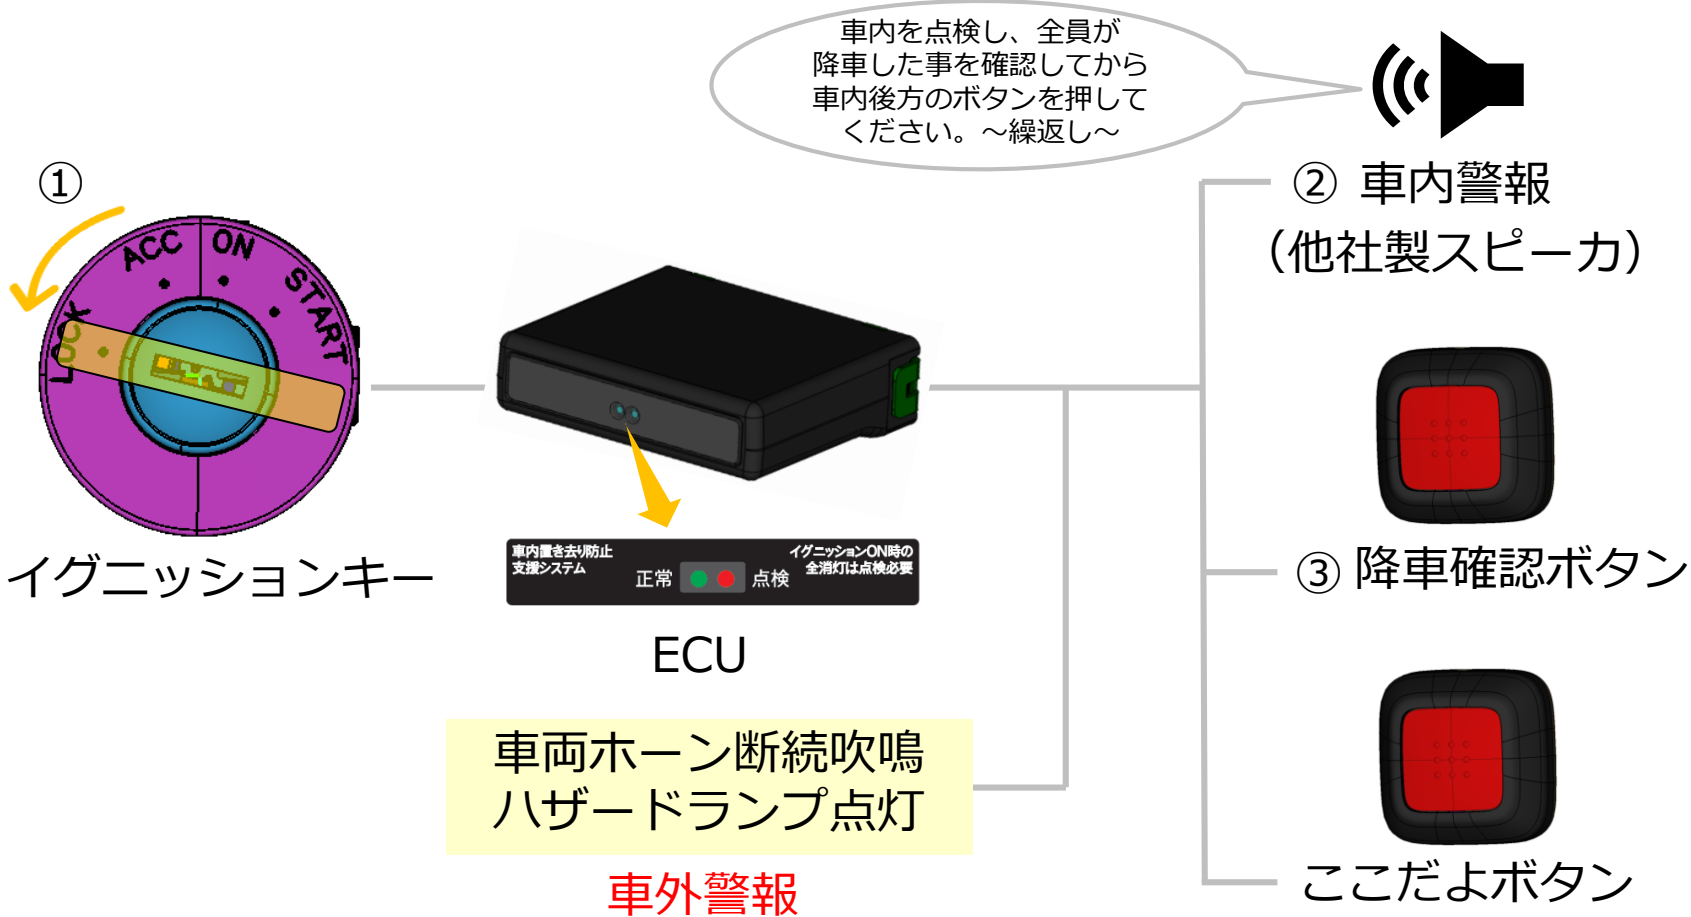 車内を点検し、全員が
降車した事を確認してから
車内後方のボタンを押して
ください。～繰返し～
①
ACC ON
START
LOCK
イグニッションキー
車内置き去り防止
支援システム
正常
点検
イグニッションON時の
全消灯は点検必要
ECU
車両ホーン断続吹鳴
ハザードランプ点灯
車外警報
② 車内警報
（他社製スピーカ）
③ 降車確認ボタン
ここだよボタン